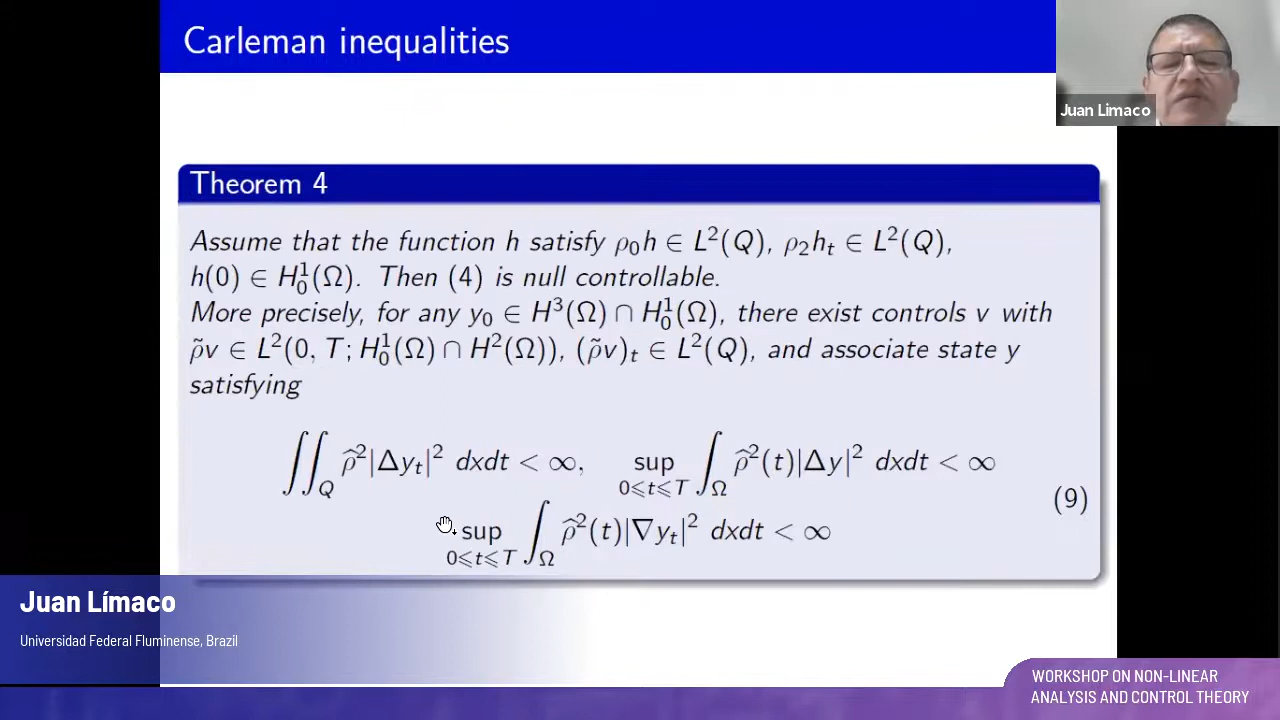 Carleman inequalities
Juan Limaco
Theorem 4
Assume that the function h satisfy ρ₀h ∈ L²(Q), ρ₂hₜ ∈ L²(Q),
h(0) ∈ H¹₀(Ω). Then (4) is null controllable.
More precisely, for any y₀ ∈ H³(Ω) ∩ H¹₀(Ω), there exist controls v with
ρ̃v ∈ L²(0, T; H¹₀(Ω) ∩ H²(Ω)), (ρ̃v)ₜ ∈ L²(Q), and associate state y
satisfying
∬_Q ρ̂²|Δyₜ|² dxdt < ∞, sup_{0⩽t⩽T} ∫_Ω ρ̂²(t)|Δy|² dxdt < ∞
sup_{0⩽t⩽T} ∫_Ω ρ̂²(t)|∇yₜ|² dxdt < ∞
(9)
Juan Límaco
Universidad Federal Fluminense, Brazil
WORKSHOP ON NON-LINEAR
ANALYSIS AND CONTROL THEORY